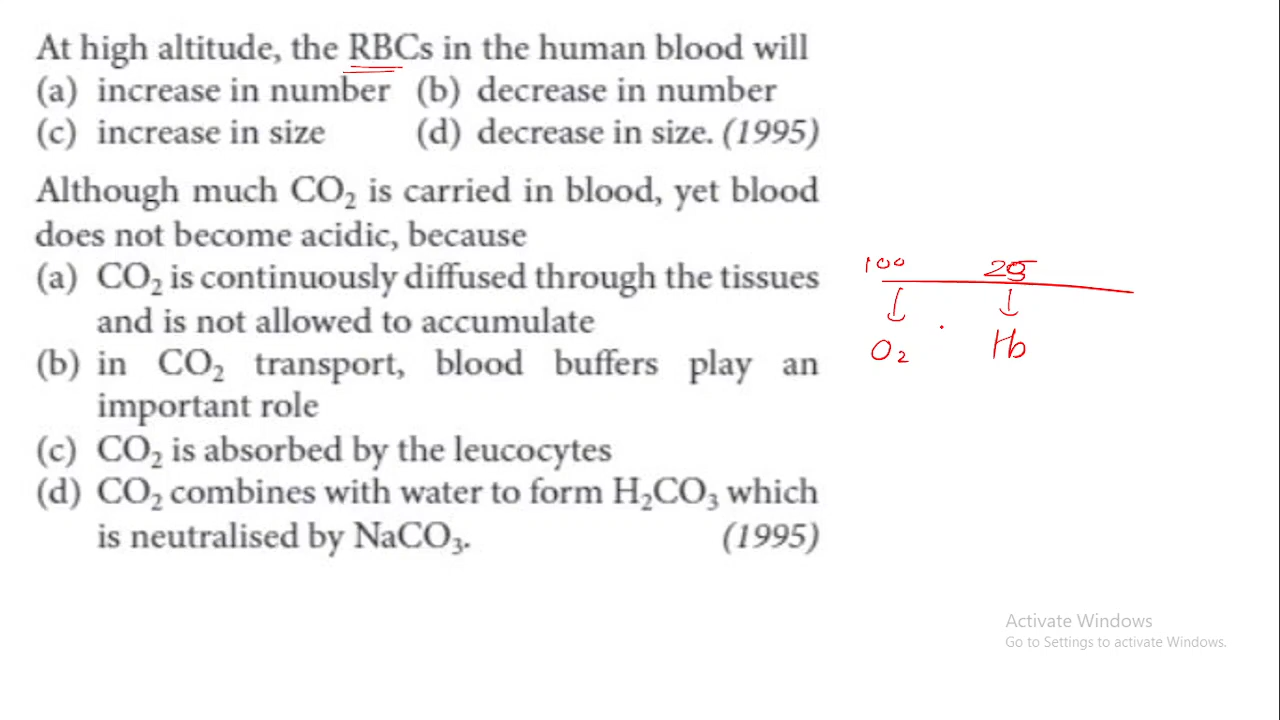 At high altitude, the RBCs in the human blood will
(a) increase in number (b) decrease in number
(c) increase in size (d) decrease in size. (1995)
Although much CO₂ is carried in blood, yet blood
does not become acidic, because
(a) CO₂ is continuously diffused through the tissues
and is not allowed to accumulate
(b) in CO₂ transport, blood buffers play an
important role
(c) CO₂ is absorbed by the leucocytes
(d) CO₂ combines with water to form H₂CO₃ which
is neutralised by NaCO₃. (1995)
100 25
O₂ Hb
Activate Windows
Go to Settings to activate Windows.